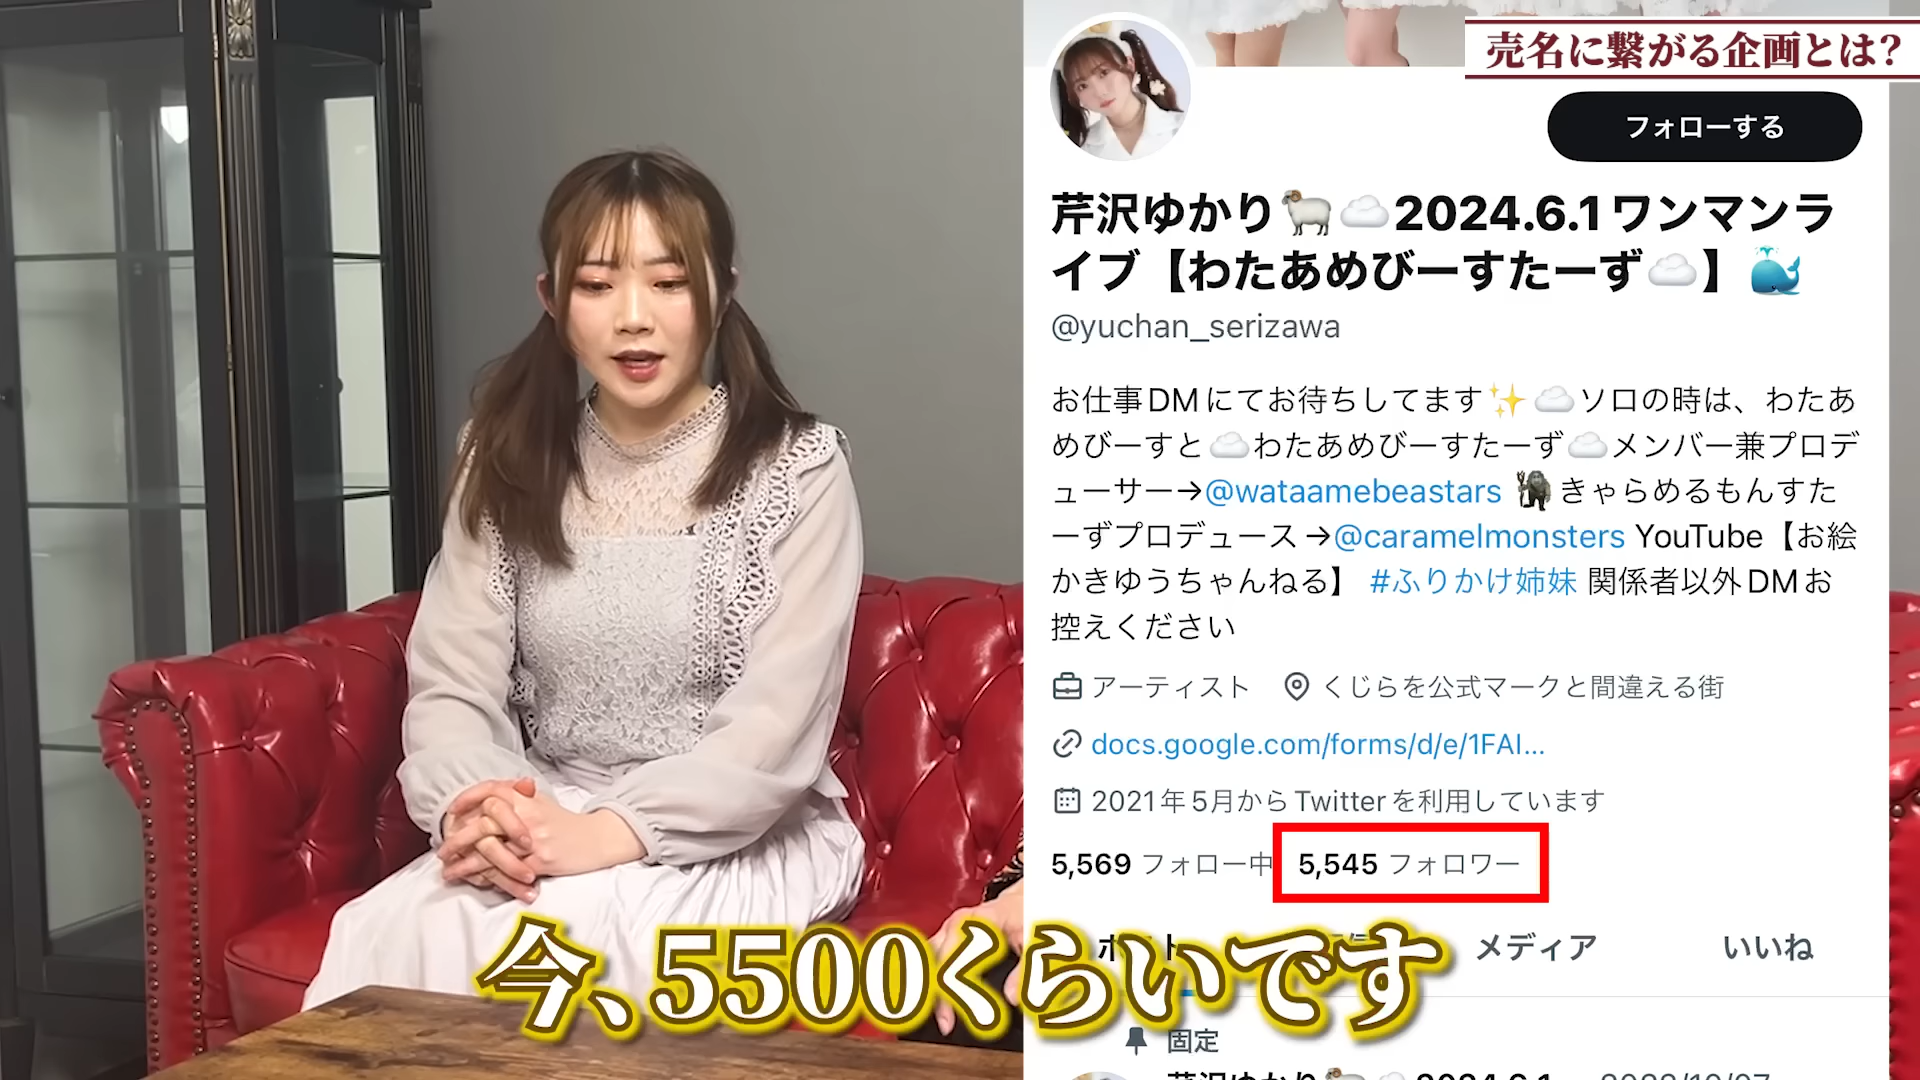 売名に繋がる企画とは?
フォローする
芹沢ゆかり🐏☁️2024.6.1ワンマンラ
イブ【わたあめびーすたーず☁️】🐳
@yuchan_serizawa
お仕事DMにてお待ちしてます✨☁️ソロの時は、わたあ
めびーすと☁️わたあめびーすたーず☁️メンバー兼プロデ
ューサー→@wataamebeastars 🧌きゃらめるもんすた
ーずプロデュース→@caramelmonsters YouTube【お絵
かきゆうちゃんねる】 #ふりかけ姉妹 関係者以外DMお
控えください
アーティスト くじらを公式マークと間違える街
docs.google.com/forms/d/e/1FAI...
2021年5月からTwitterを利用しています
5,569 フォロー中 5,545 フォロワー
メディア いいね
今、5500くらいです
固定